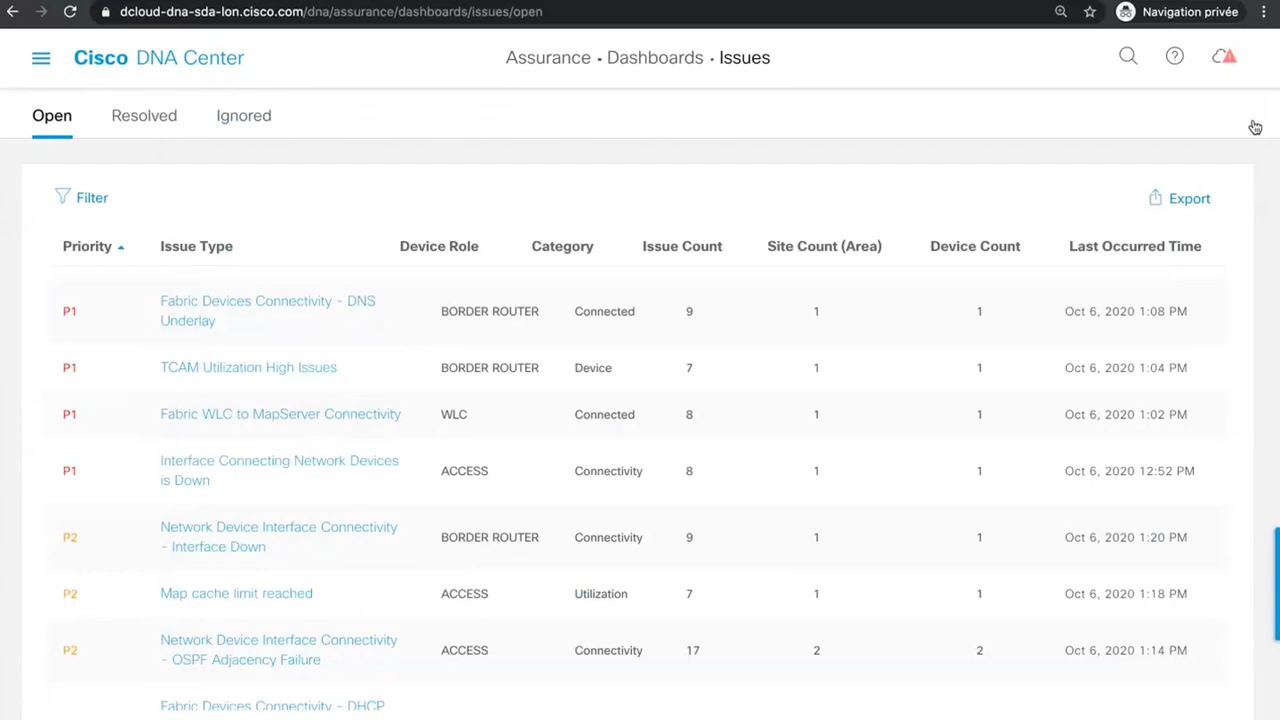 dcloud-dna-sda-lon.cisco.com/dna/assurance/dashboards/issues/open
Navigation privée
Cisco DNA Center
Assurance • Dashboards • Issues
Open
Resolved
Ignored
Filter
Export
Priority Issue Type Device Role Category Issue Count Site Count (Area) Device Count Last Occurred Time
Fabric Devices Connectivity - DNS
P1 BORDER ROUTER Connected 9 1 1 Oct 6, 2020 1:08 PM
Underlay
P1 TCAM Utilization High Issues BORDER ROUTER Device 7 1 1 Oct 6, 2020 1:04 PM
P1 Fabric WLC to MapServer Connectivity WLC Connected 8 1 1 Oct 6, 2020 1:02 PM
Interface Connecting Network Devices
P1 ACCESS Connectivity 8 1 1 Oct 6, 2020 12:52 PM
is Down
Network Device Interface Connectivity
P2 BORDER ROUTER Connectivity 9 1 1 Oct 6, 2020 1:20 PM
- Interface Down
P2 Map cache limit reached ACCESS Utilization 7 1 1 Oct 6, 2020 1:18 PM
Network Device Interface Connectivity
P2 ACCESS Connectivity 17 2 2 Oct 6, 2020 1:14 PM
- OSPF Adjacency Failure
Fabric Devices Connectivity - DHCP